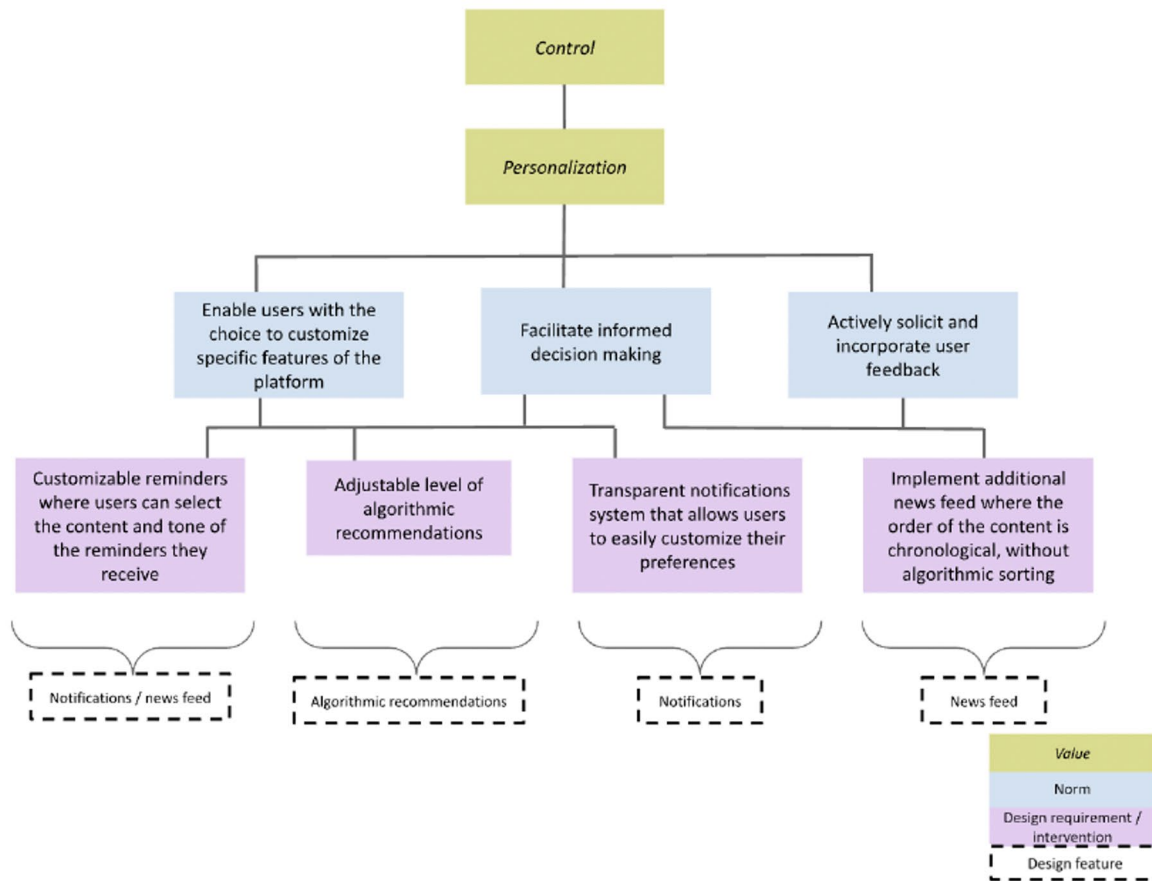 Control
Personalization
Enable users with the
choice to customize
specific features of the
platform
Facilitate informed
decision making
Actively solicit and
incorporate user
feedback
Customizable reminders
where users can select
the content and tone of
the reminders they
receive
Adjustable level of
algorithmic
recommendations
Transparent notifications
system that allows users
to easily customize their
preferences
Implement additional
news feed where the
order of the content is
chronological, without
algorithmic sorting
Notifications / news feed
Algorithmic recommendations
Notifications
News feed
Value
Norm
Design requirement /
intervention
Design feature